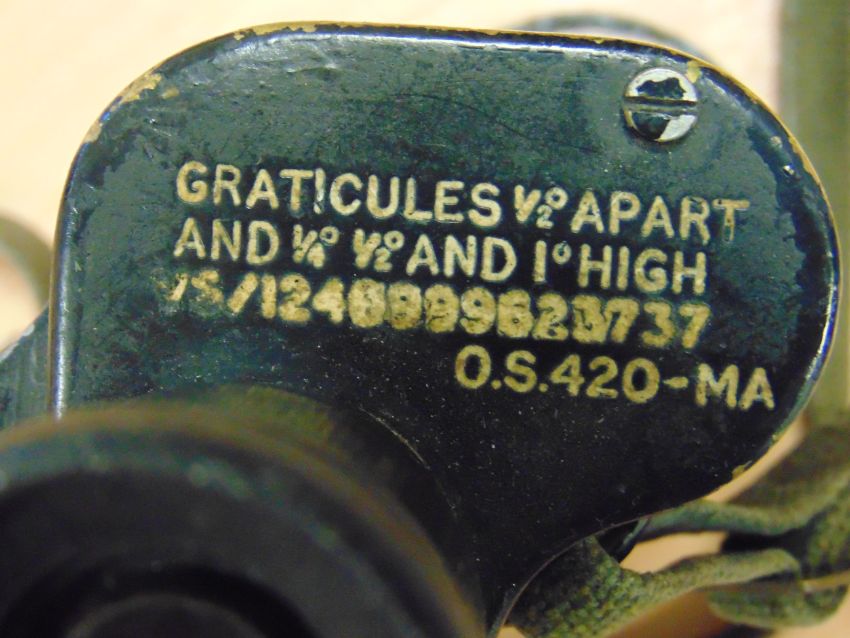 GRATICULES ½° APART
AND ¼° ½° AND 1° HIGH
O.S.420-MA